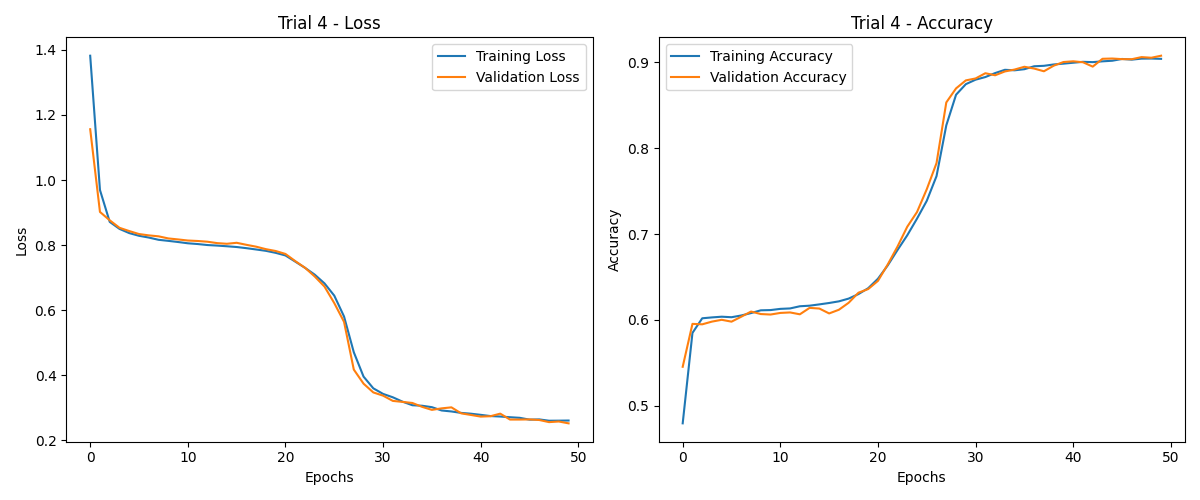 Trial 4 - Loss
Training Loss
Validation Loss
1.4
1.2
1.0
0.8
0.6
0.4
0.2
Loss
0 10 20 30 40 50
Epochs
Trial 4 - Accuracy
Training Accuracy
Validation Accuracy
0.9
0.8
0.7
0.6
0.5
Accuracy
0 10 20 30 40 50
Epochs